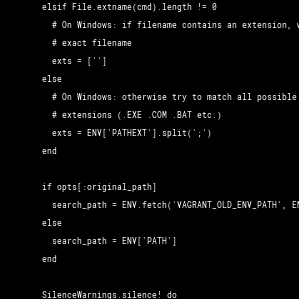 elsif File.extname(cmd).length != 0
# On Windows: if filename contains an extension,
# exact filename
exts = ['']
else
# On Windows: otherwise try to match all possible
# extensions (.EXE .COM .BAT etc.)
exts = ENV['PATHEXT'].split(';')
end
if opts[:original_path]
search_path = ENV.fetch('VAGRANT_OLD_ENV_PATH', EN
else
search_path = ENV['PATH']
end
SilenceWarnings.silence! do